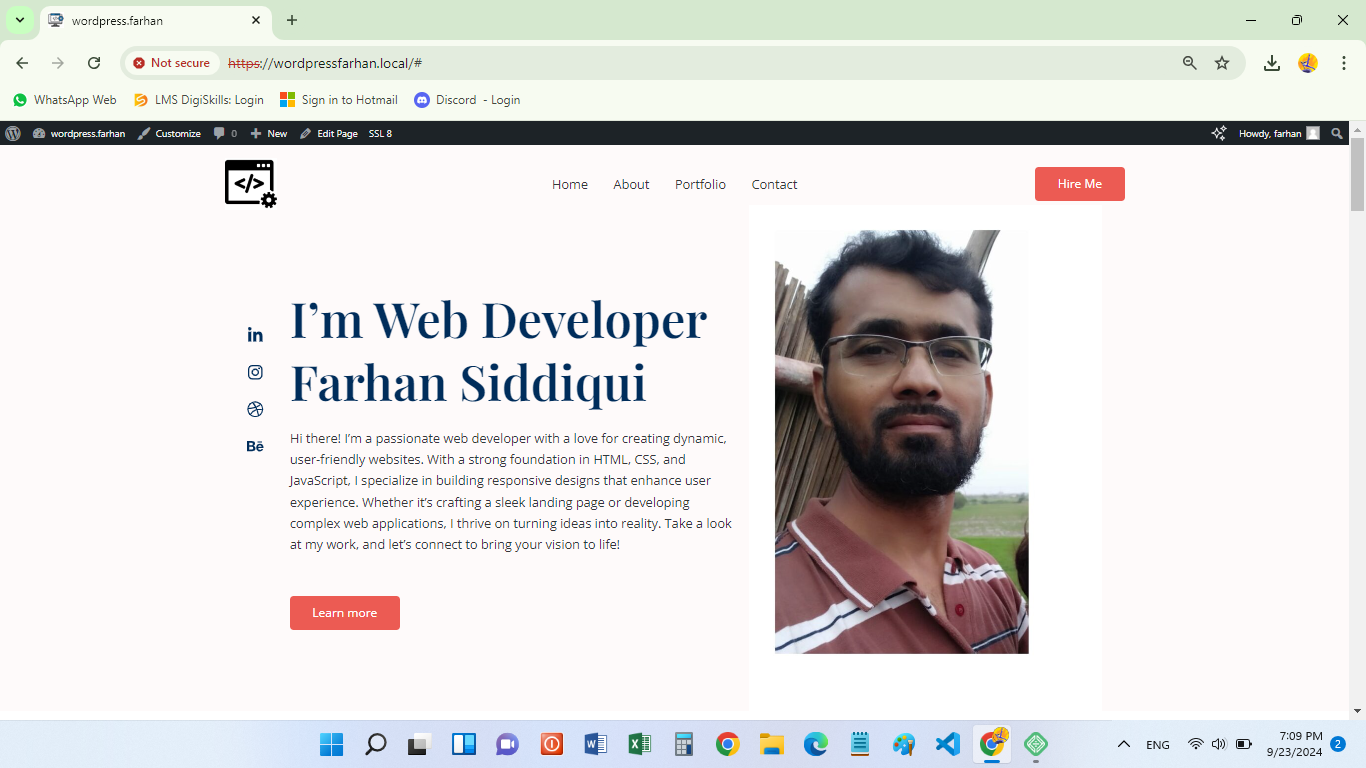 wordpress.farhan
Not secure
https://wordpressfarhan.local/#
WhatsApp Web
LMS DigiSkills: Login
Sign in to Hotmail
Discord - Login
wordpress.farhan
Customize
0
New
Edit Page
SSL 8
Howdy, farhan
</>
Home
About
Portfolio
Contact
Hire Me
I’m Web Developer
Farhan Siddiqui
in
Bē
Hi there! I’m a passionate web developer with a love for creating dynamic,
user-friendly websites. With a strong foundation in HTML, CSS, and
JavaScript, I specialize in building responsive designs that enhance user
experience. Whether it’s crafting a sleek landing page or developing
complex web applications, I thrive on turning ideas into reality. Take a look
at my work, and let’s connect to bring your vision to life!
Learn more
ENG
7:09 PM
9/23/2024
2